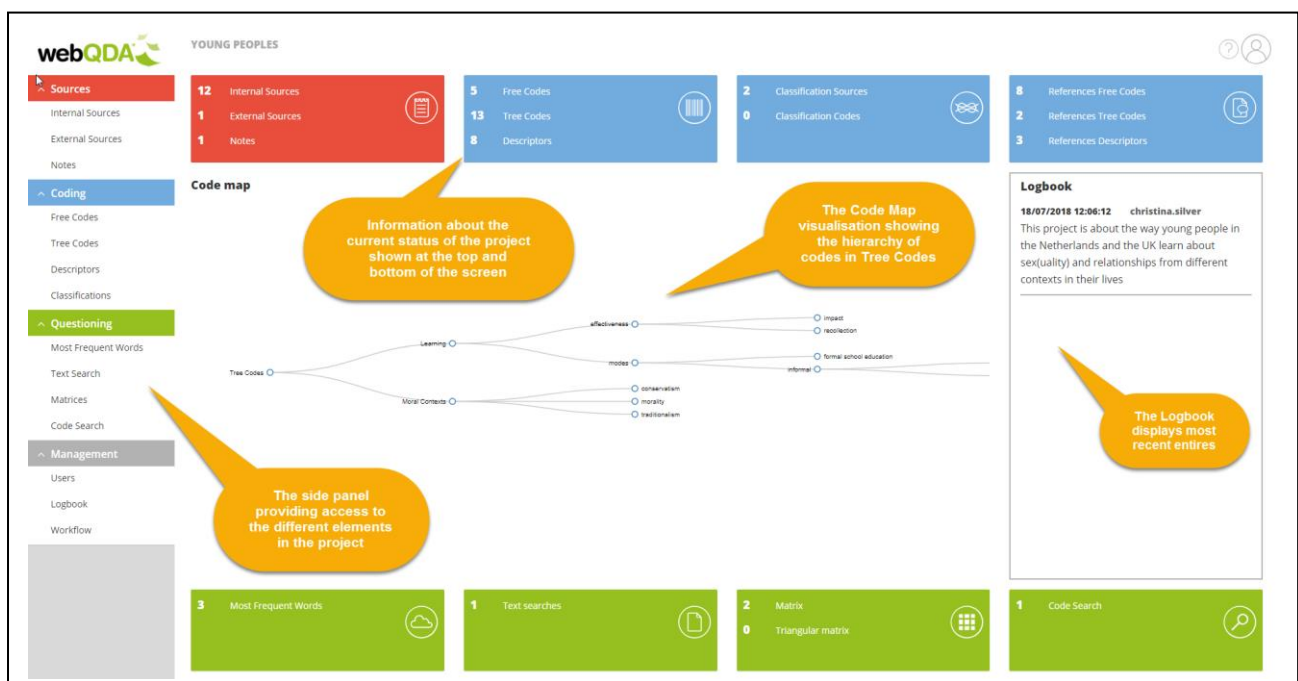 webQDA
YOUNG PEOPLES
Sources
Internal Sources
External Sources
Notes
Coding
Free Codes
Tree Codes
Descriptors
Classifications
Questioning
Most Frequent Words
Text Search
Matrices
Code Search
Management
Users
Logbook
Workflow
12 Internal Sources
1 External Sources
1 Notes
5 Free Codes
13 Tree Codes
8 Descriptors
2 Classification Sources
0 Classification Codes
8 References Free Codes
2 References Tree Codes
3 References Descriptors
Code map
Information about the
current status of the project
shown at the top and
bottom of the screen
The Code Map
visualisation showing
the hierarchy of
codes in Tree Codes
Tree Codes
Learning
Moral Contexts
effectiveness
modes
conservatism
morality
traditionalism
impact
recollection
formal school education
informal
The side panel
providing access to
the different elements
in the project
Logbook
18/07/2018 12:06:12 christina.silver
This project is about the way young people in
the Netherlands and the UK learn about
sex(uality) and relationships from different
contexts in their lives
The Logbook
displays most
recent entires
3 Most Frequent Words
1 Text searches
2 Matrix
0 Triangular matrix
1 Code Search